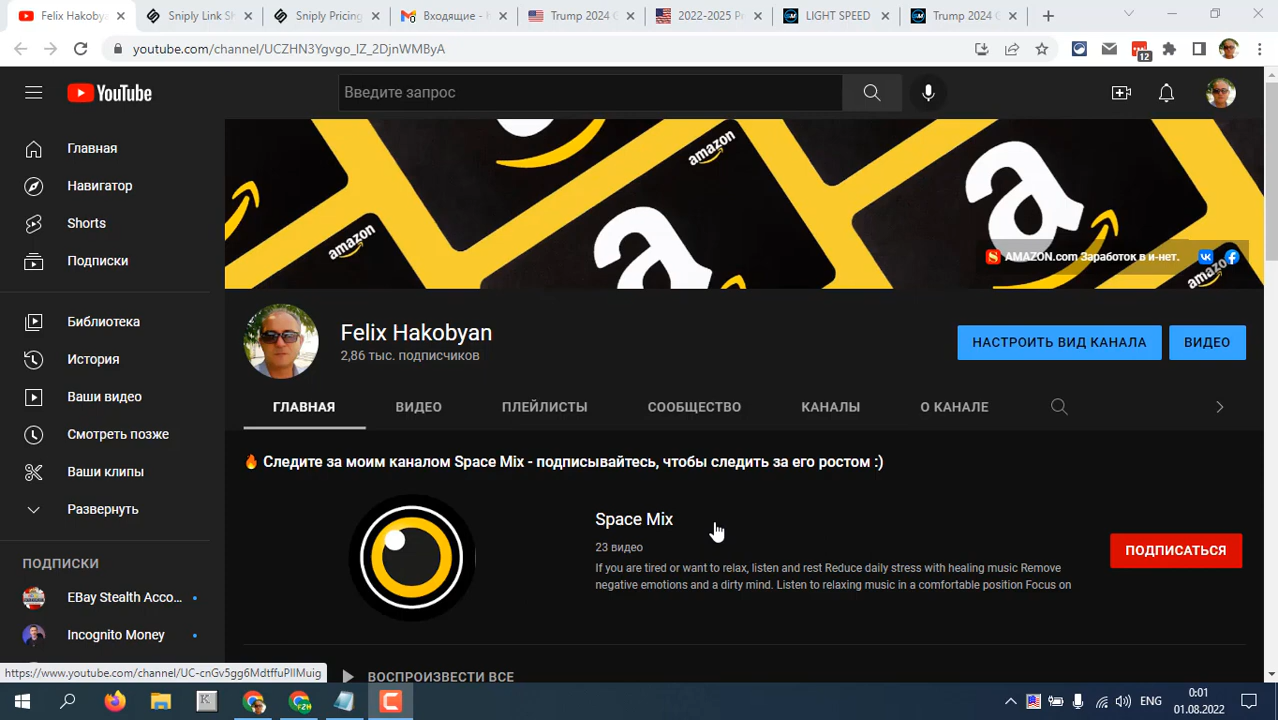 Felix Hakobya
Sniply Link Sh
Sniply Pricing
Входящие -
Trump 2024 G
2022-2025 P
LIGHT SPEED
Trump 2024 G
youtube.com/channel/UCZHN3Ygvgo_lZ_2DjnWMByA
12
YouTube
Введите запрос
Главная
Навигатор
Shorts
Подписки
Библиотека
История
Ваши видео
Смотреть позже
Ваши клипы
Развернуть
ПОДПИСКИ
EBay Stealth Acco...
Incognito Money
amazon
amazon
amazon
AMAZON.com Заработок в и-нет.
Felix Hakobyan
2,86 тыс. подписчиков
НАСТРОИТЬ ВИД КАНАЛА
ВИДЕО
ГЛАВНАЯ
ВИДЕО
ПЛЕЙЛИСТЫ
СООБЩЕСТВО
КАНАЛЫ
О КАНАЛЕ
🔥 Следите за моим каналом Space Mix - подписывайтесь, чтобы следить за его ростом :)
Space Mix
23 видео
If you are tired or want to relax, listen and rest Reduce daily stress with healing music Remove
negative emotions and a dirty mind. Listen to relaxing music in a comfortable position Focus on
ПОДПИСАТЬСЯ
ВОСПРОИЗВЕСТИ ВСЕ
https://www.youtube.com/channel/UC-cnGv5gg6MdtffuPIlMuig
ENG
0:01
01.08.2022